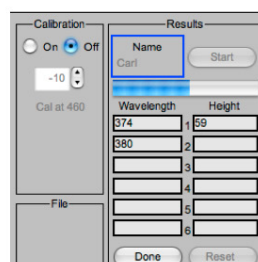 Calibration
On Off
-10
Cal at 460
File
Results
Name
Carl
Start
Wavelength Height
374 1 59
380 2
3
4
5
6
Done Reset